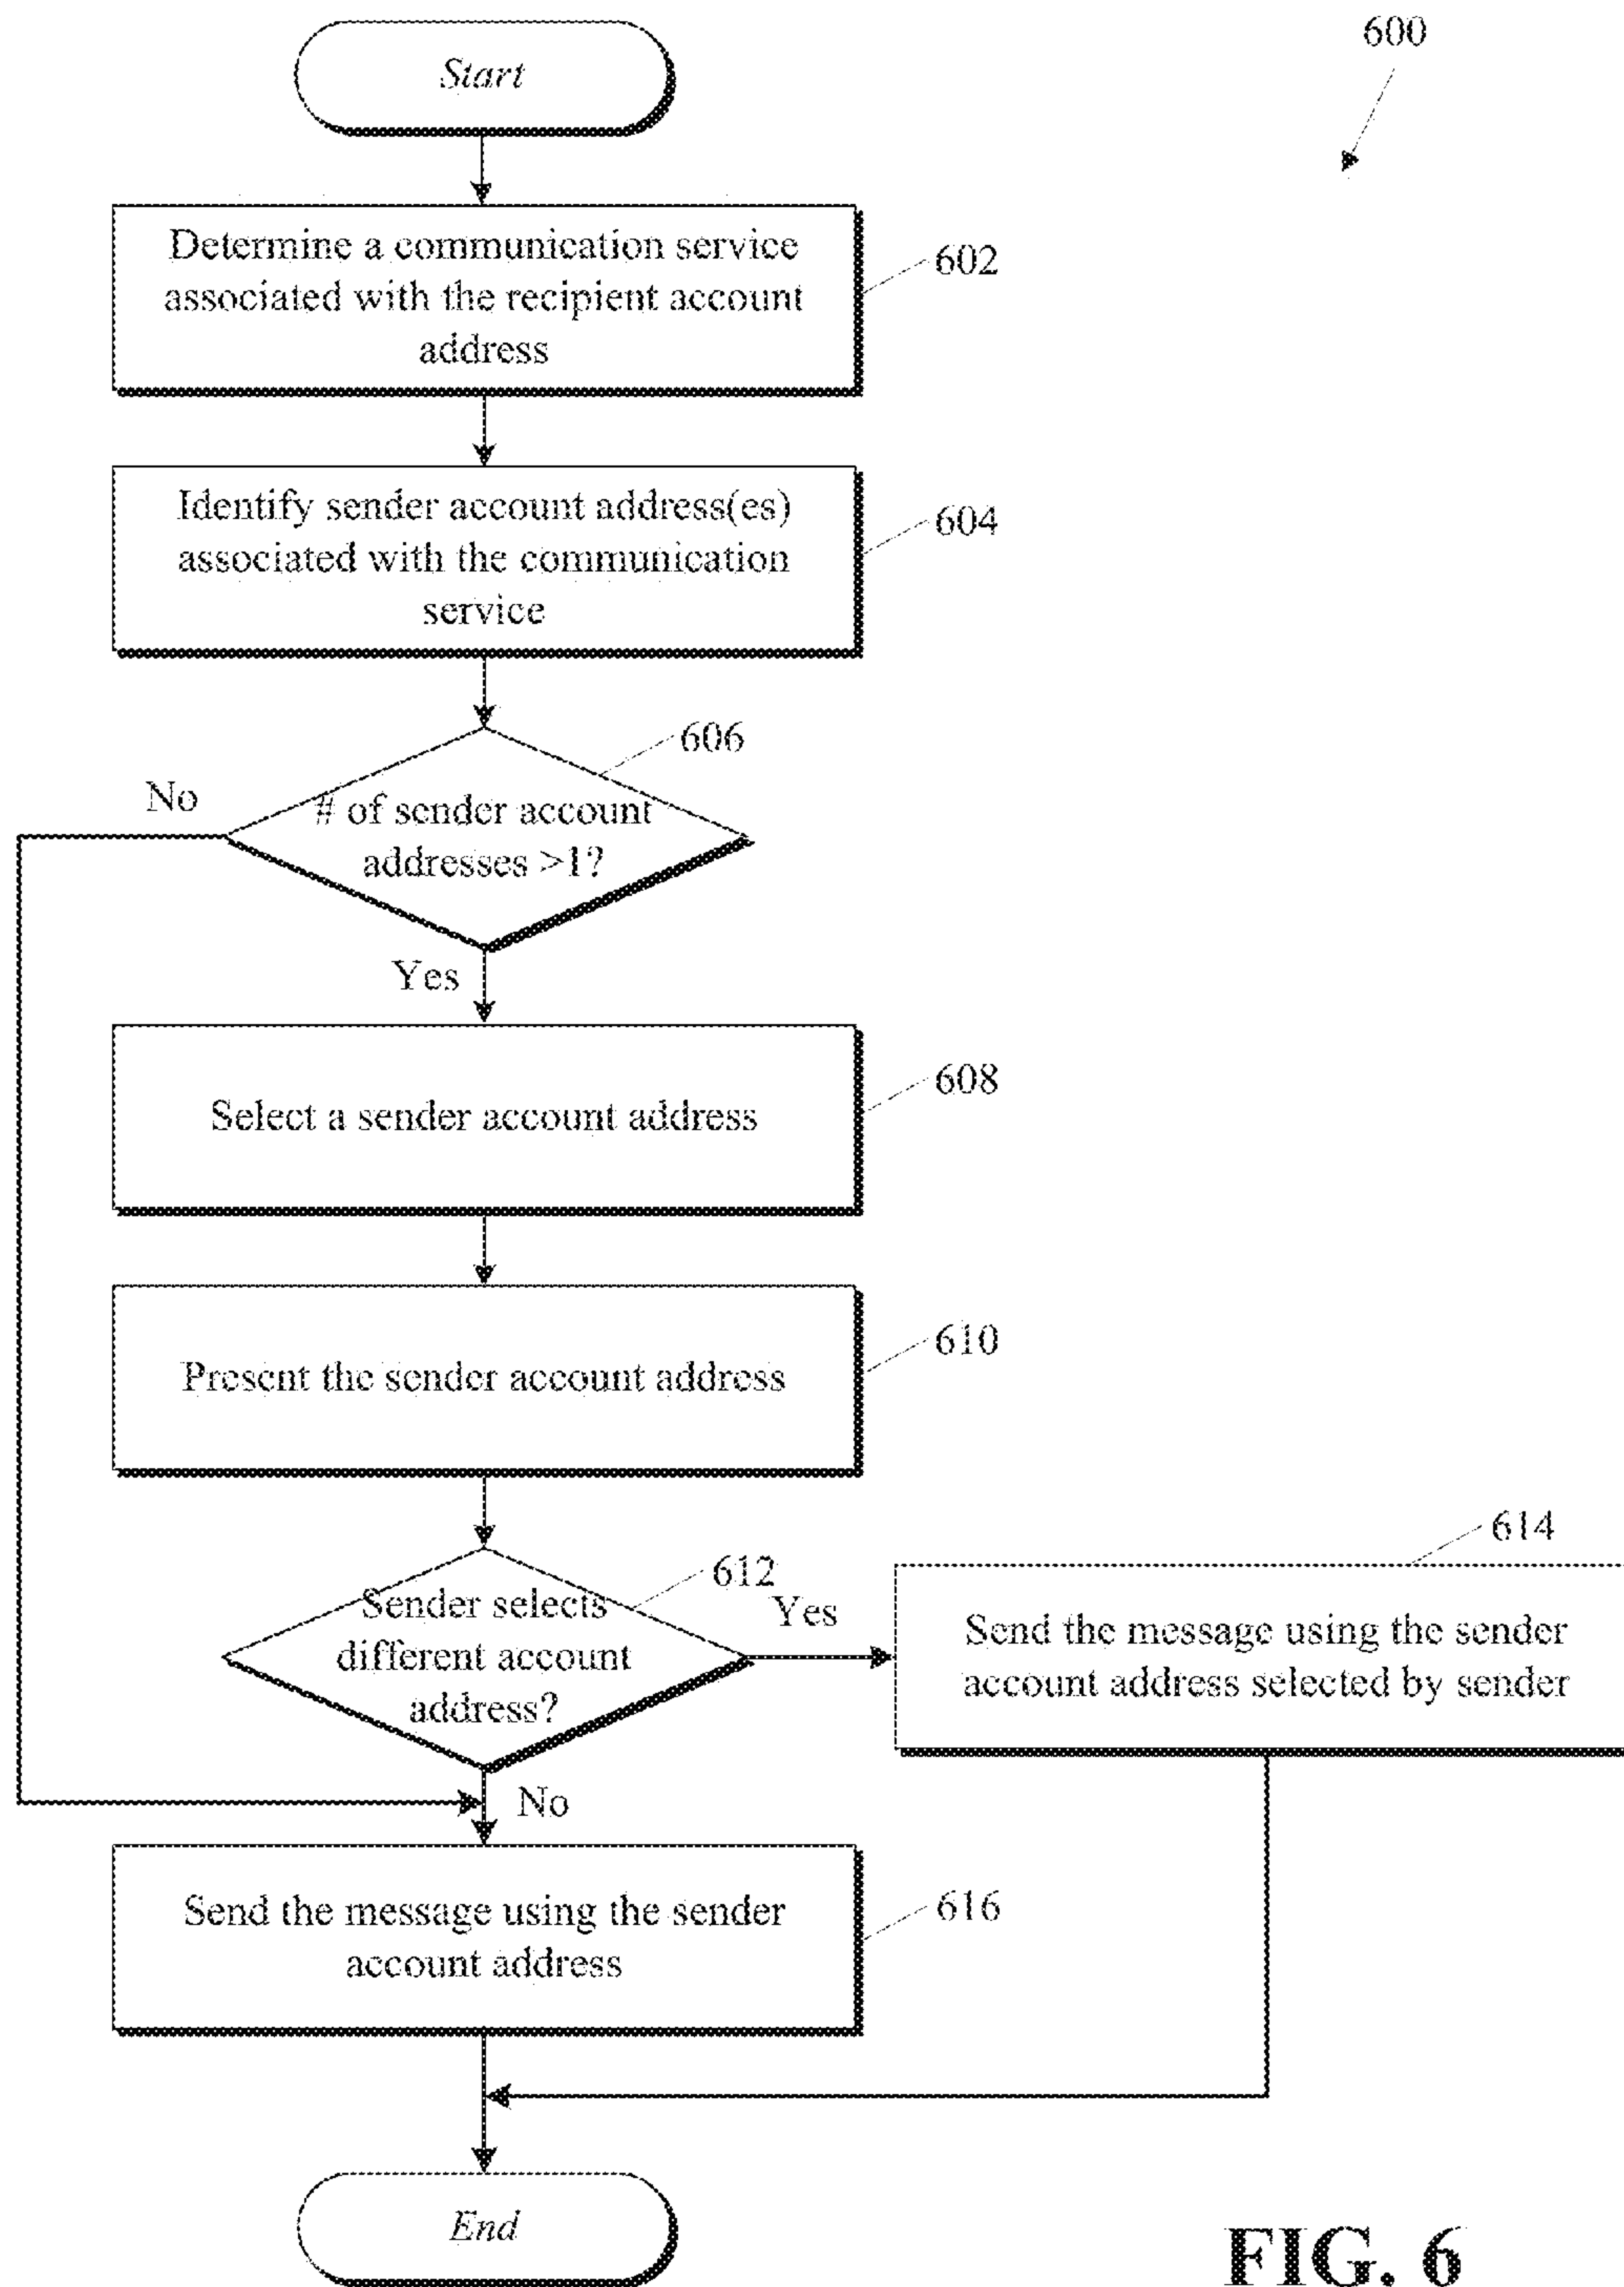 600
Start
Determine a communication service
associated with the recipient account
address
602
Identify sender account address(es)
associated with the communication
service
604
606
No
# of sender account
addresses >1?
Yes
608
Select a sender account address
610
Present the sender account address
614
612
Sender selects
different account
address?
Yes
Send the message using the sender
account address selected by sender
No
Send the message using the sender
account address
616
End
FIG. 6